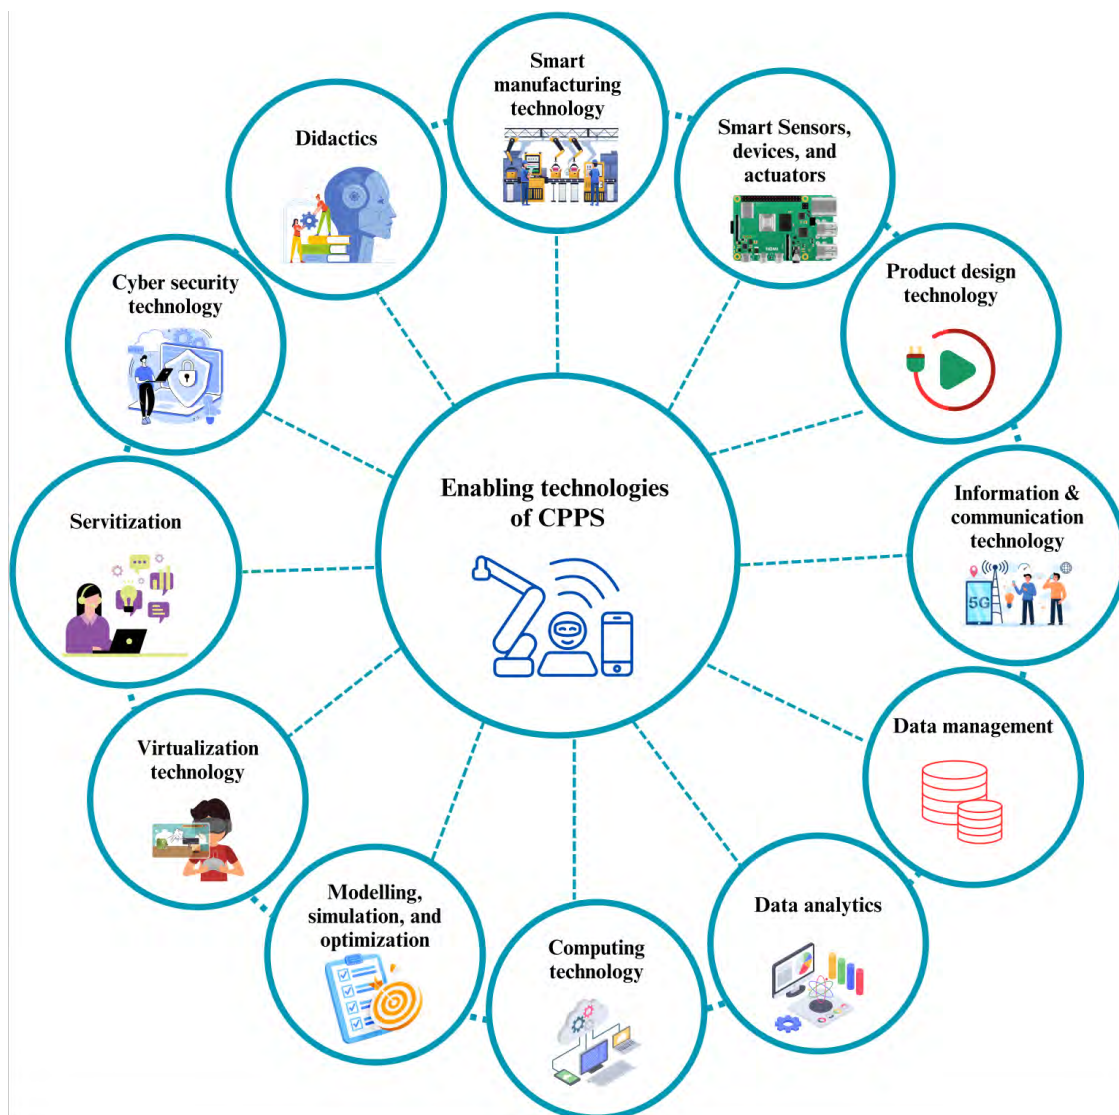 Smart
manufacturing
technology
Smart Sensors,
devices, and
actuators
Product design
technology
Information &
communication
technology
5G
Data management
Data analytics
Computing
technology
Modelling,
simulation, and
optimization
Virtualization
technology
Servitization
Cyber security
technology
Didactics
Enabling technologies
of CPPS